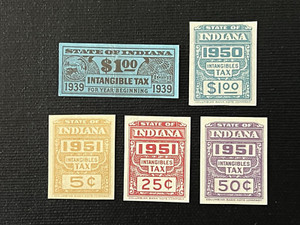 STATE OF INDIANA
$1.00
INTANGIBLE TAX
FOR YEAR BEGINNING
1939 1939
STATE OF
INDIANA
1950
INTANGIBLES
TAX
$1.00
STATE OF
INDIANA
1951
INTANGIBLES
TAX
5¢
STATE OF
INDIANA
1951
INTANGIBLES
TAX
25¢
STATE OF
INDIANA
1951
INTANGIBLES
TAX
50¢